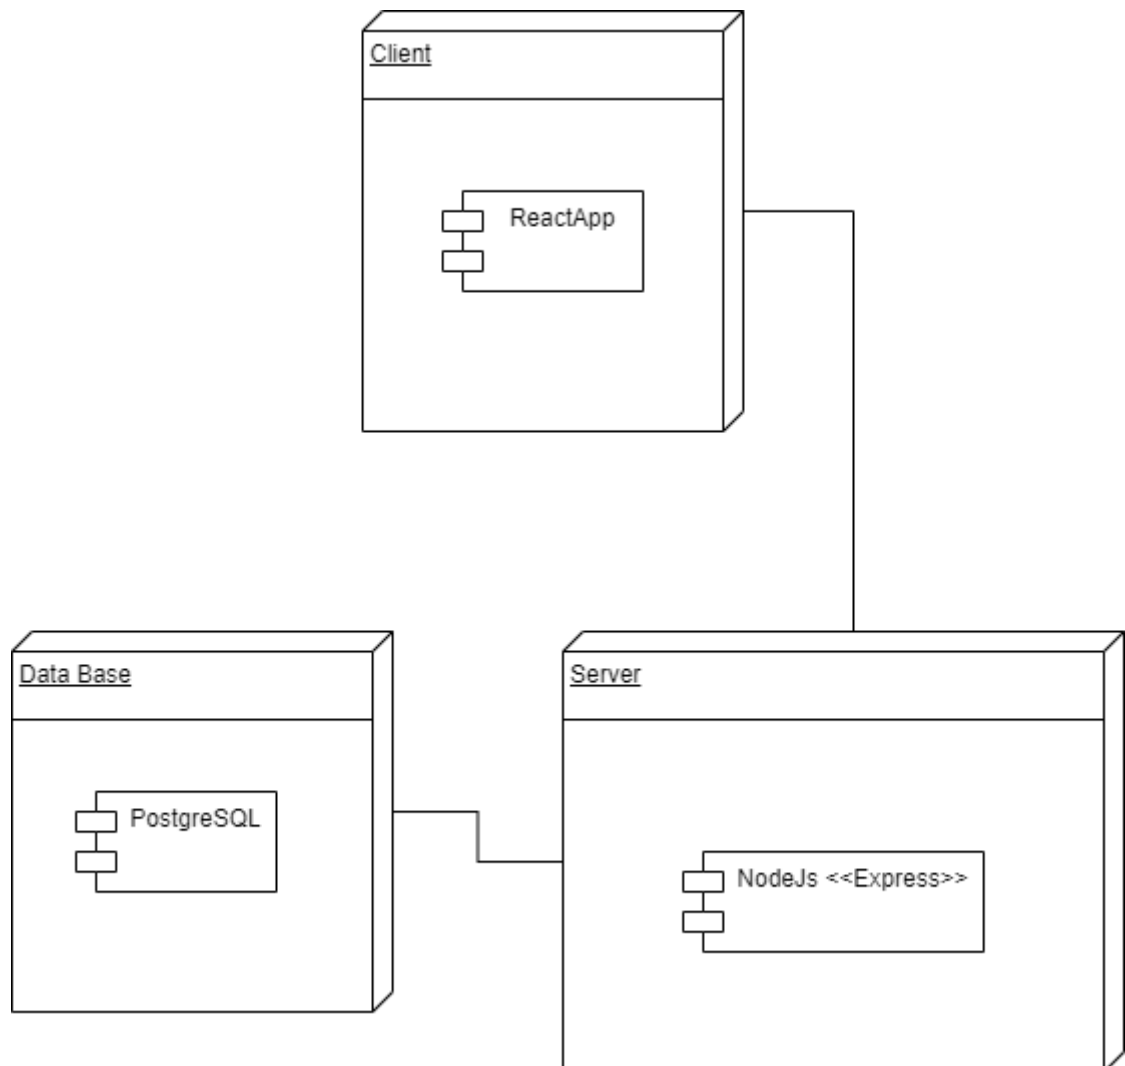 Client
ReactApp
Data Base
PostgreSQL
Server
NodeJs <<Express>>